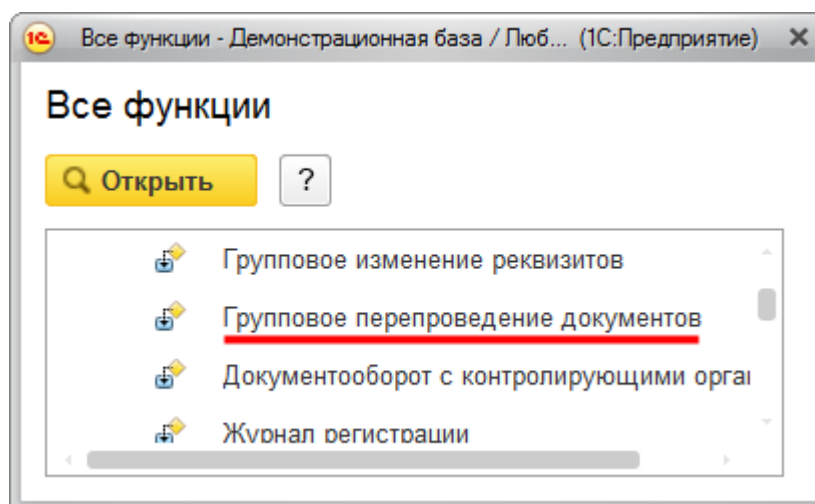 1С Все функции - Демонстрационная база / Люб... (1С:Предприятие)
Все функции
Открыть ?
Групповое изменение реквизитов
Групповое перепроведение документов
Документооборот с контролирующими орган
Журнал регистрации